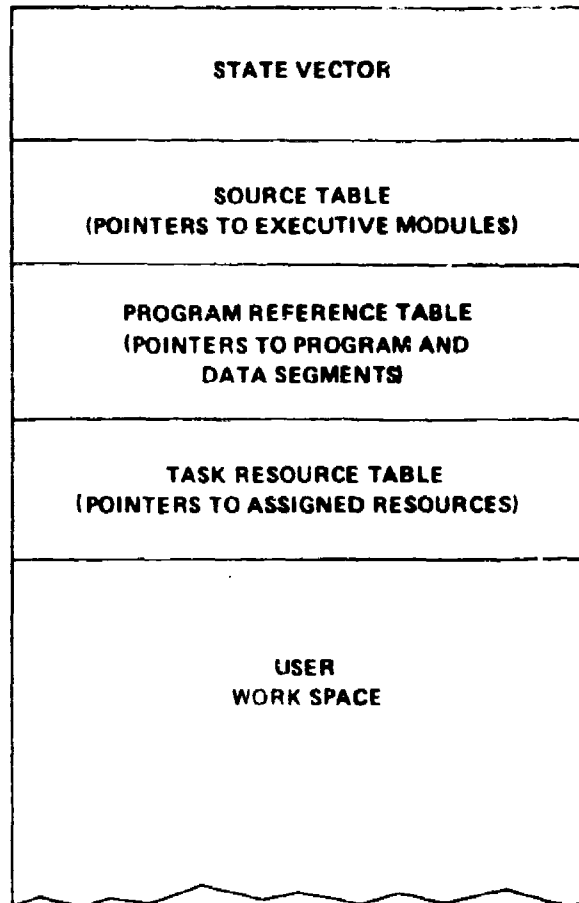 STATE VECTOR
SOURCE TABLE
(POINTERS TO EXECUTIVE MODULES)
PROGRAM REFERENCE TABLE
(POINTERS TO PROGRAM AND
DATA SEGMENTS)
TASK RESOURCE TABLE
(POINTERS TO ASSIGNED RESOURCES)
USER
WORK SPACE